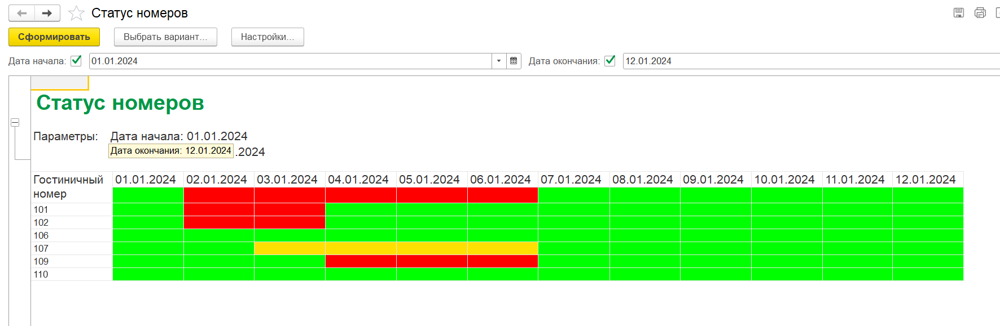 Статус номеров
Сформировать Выбрать вариант... Настройки...
Дата начала: 01.01.2024 Дата окончания: 12.01.2024
Статус номеров
Параметры: Дата начала: 01.01.2024
Дата окончания: 12.01.2024 .2024
Гостиничный номер 01.01.2024 02.01.2024 03.01.2024 04.01.2024 05.01.2024 06.01.2024 07.01.2024 08.01.2024 09.01.2024 10.01.2024 11.01.2024 12.01.2024
101
102
106
107
109
110